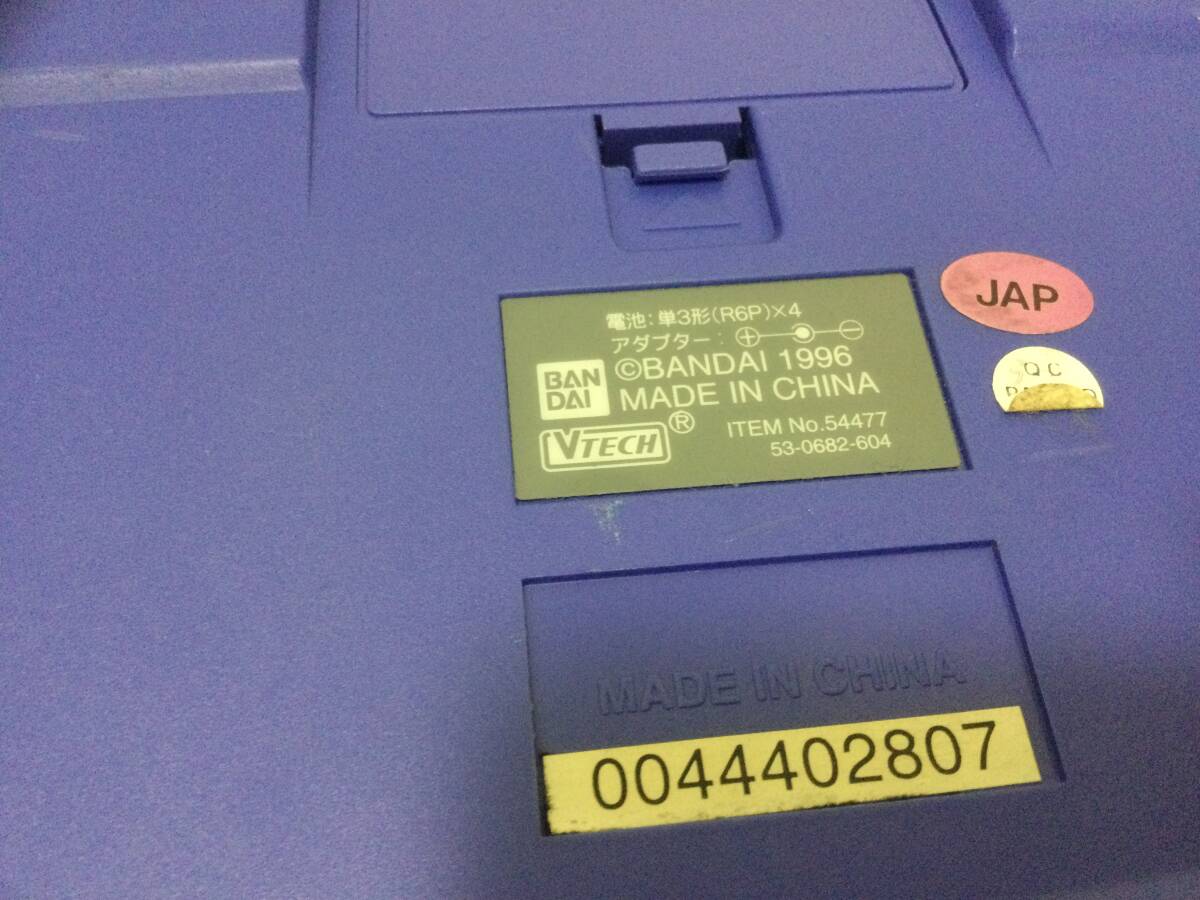 電池:単3形(R6P)×4
アダプター:
BAN
DAI
©BANDAI 1996
MADE IN CHINA
VTECH®
ITEM No.54477
53-0682-604
JAP
QC
MADE IN CHINA
0044402807